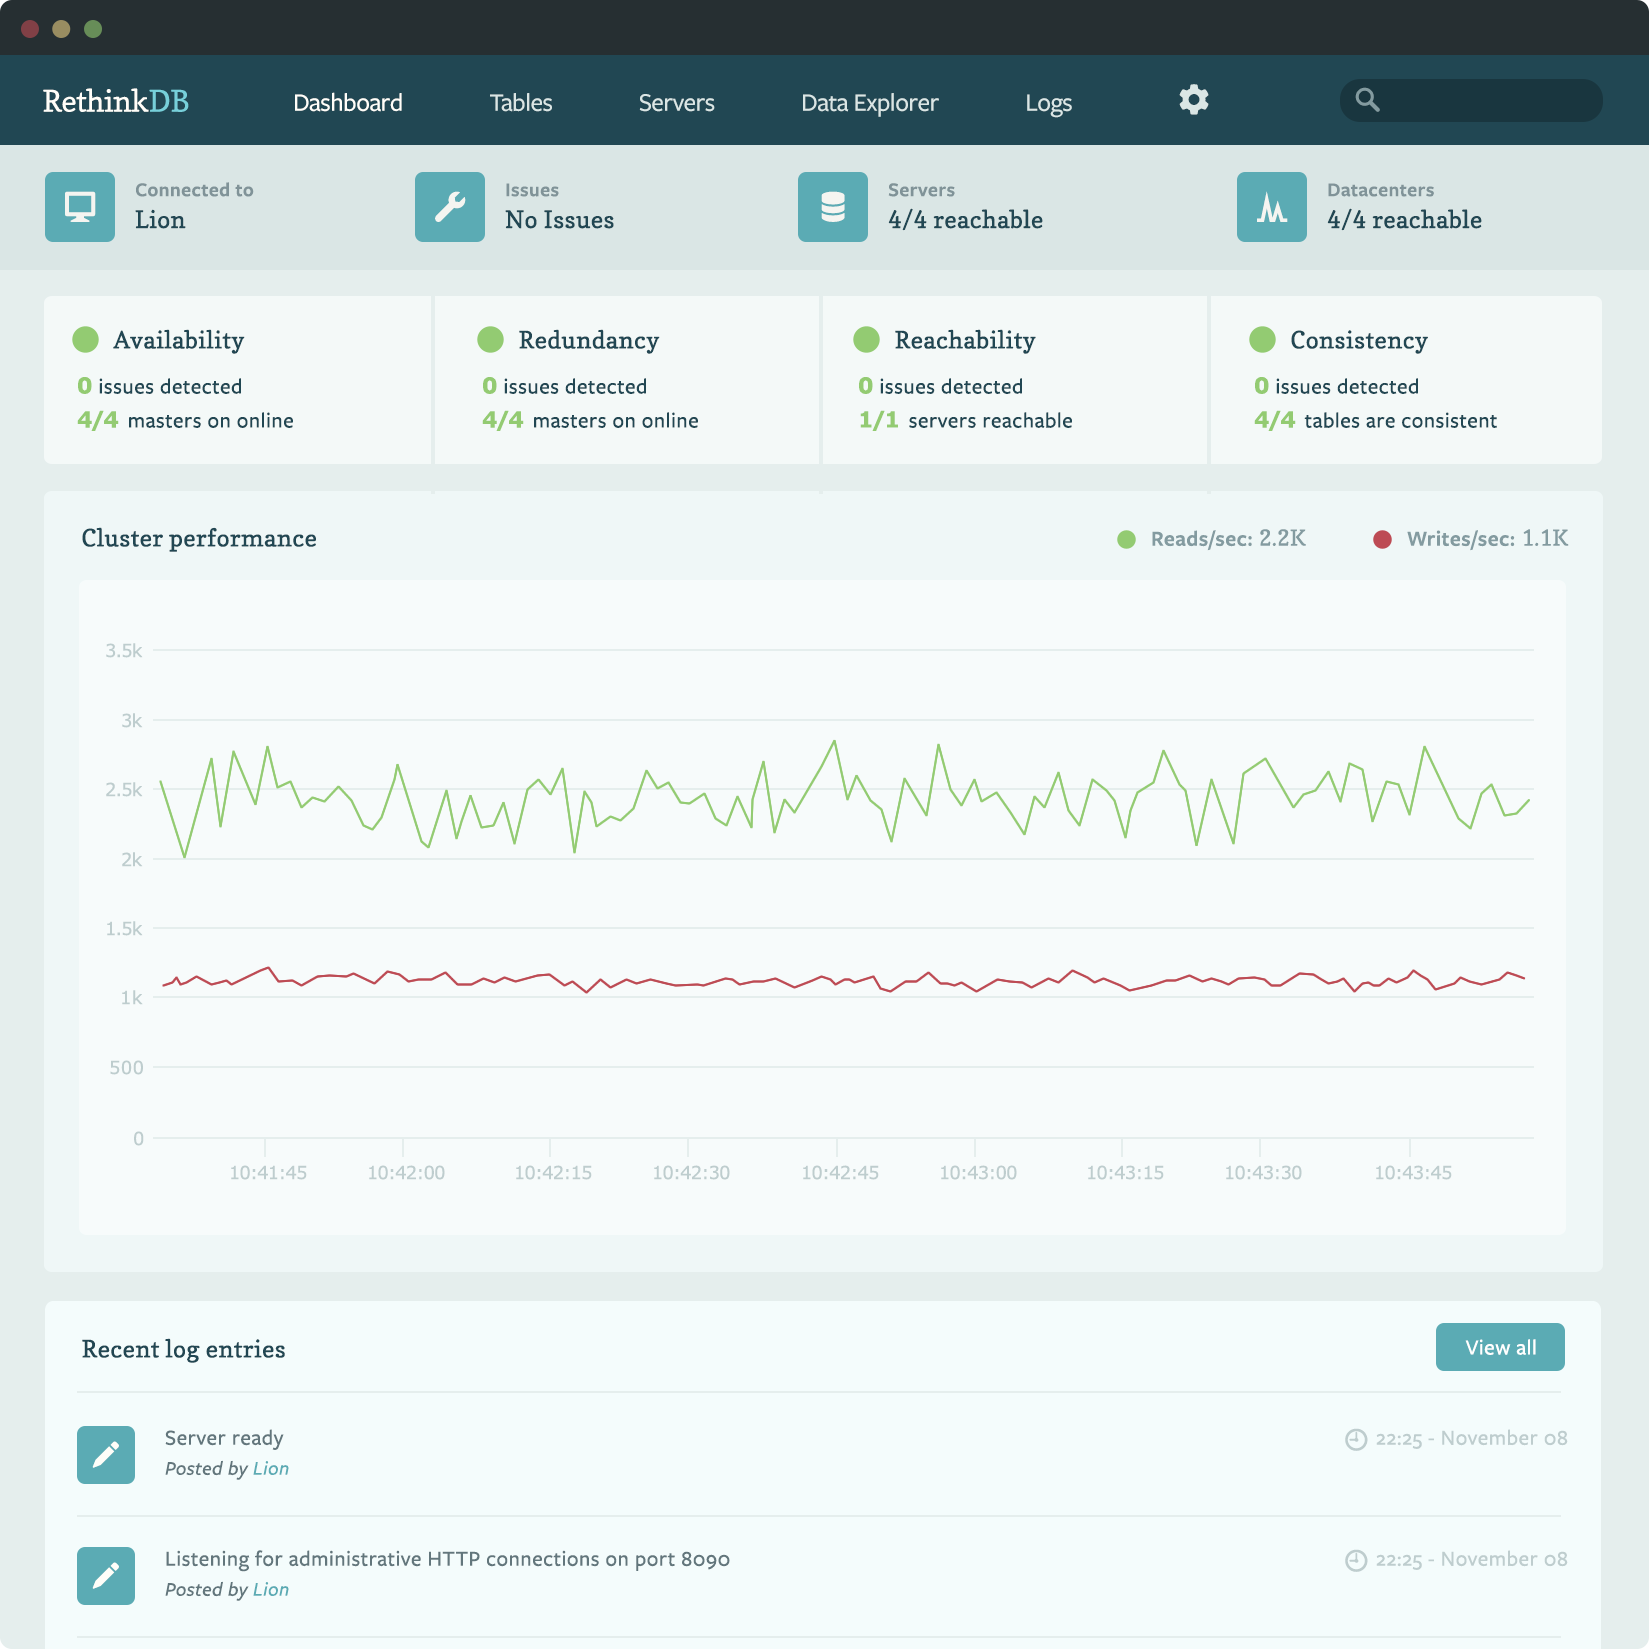 RethinkDB Dashboard Tables Servers Data Explorer Logs
Connected to
Lion
Issues
No Issues
Servers
4/4 reachable
Datacenters
4/4 reachable
Availability
0 issues detected
4/4 masters on online
Redundancy
0 issues detected
4/4 masters on online
Reachability
0 issues detected
1/1 servers reachable
Consistency
0 issues detected
4/4 tables are consistent
Cluster performance
Reads/sec: 2.2K
Writes/sec: 1.1K
3.5k
3k
2.5k
2k
1.5k
1k
500
0
10:41:45 10:42:00 10:42:15 10:42:30 10:42:45 10:43:00 10:43:15 10:43:30 10:43:45
Recent log entries
View all
Server ready
Posted by Lion
22:25 - November 08
Listening for administrative HTTP connections on port 8090
Posted by Lion
22:25 - November 08